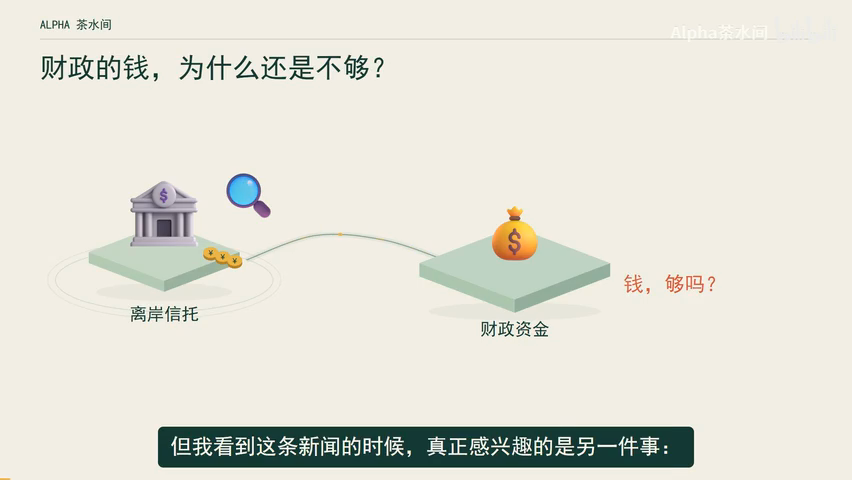 ALPHA 茶水间
Alpha茶水间
财政的钱，为什么还是不够？
钱，够吗？
离岸信托
财政资金
但我看到这条新闻的时候，真正感兴趣的是另一件事：